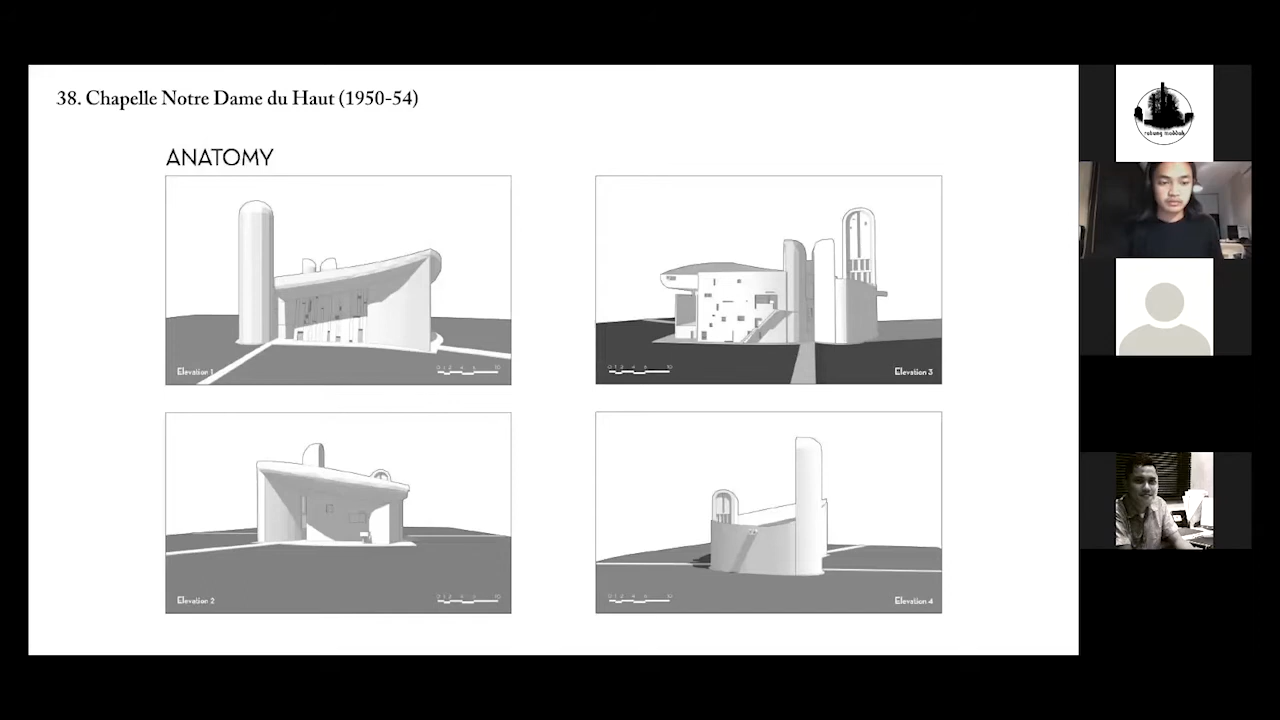 38. Chapelle Notre Dame du Haut (1950-54)
ANATOMY
Elevation 1
Elevation 3
Elevation 2
Elevation 4